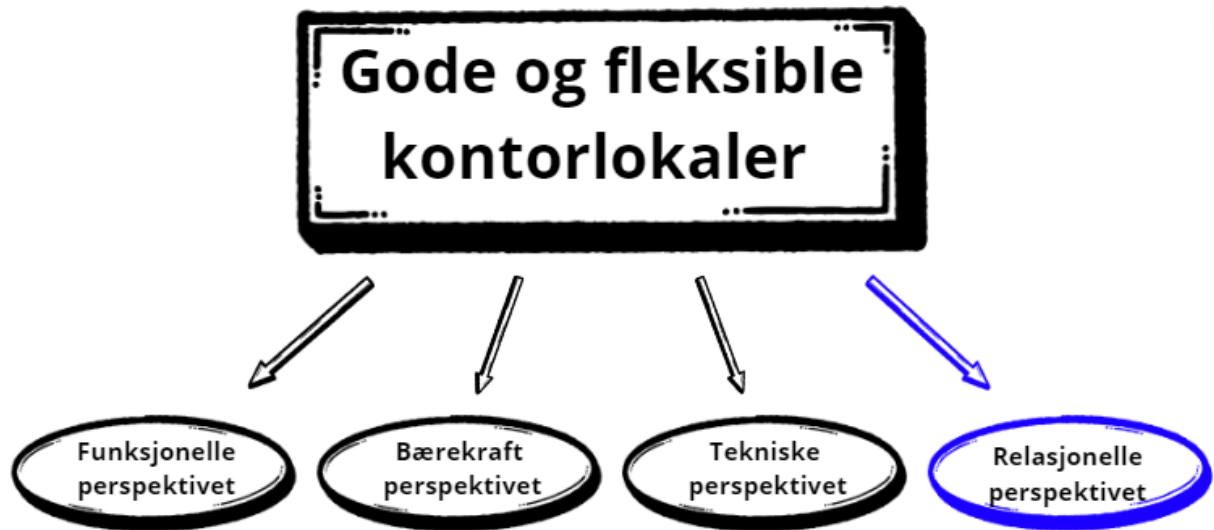 Gode og fleksible
kontorlokaler
Funksjonelle
perspektivet
Bærekraft
perspektivet
Tekniske
perspektivet
Relasjonelle
perspektivet